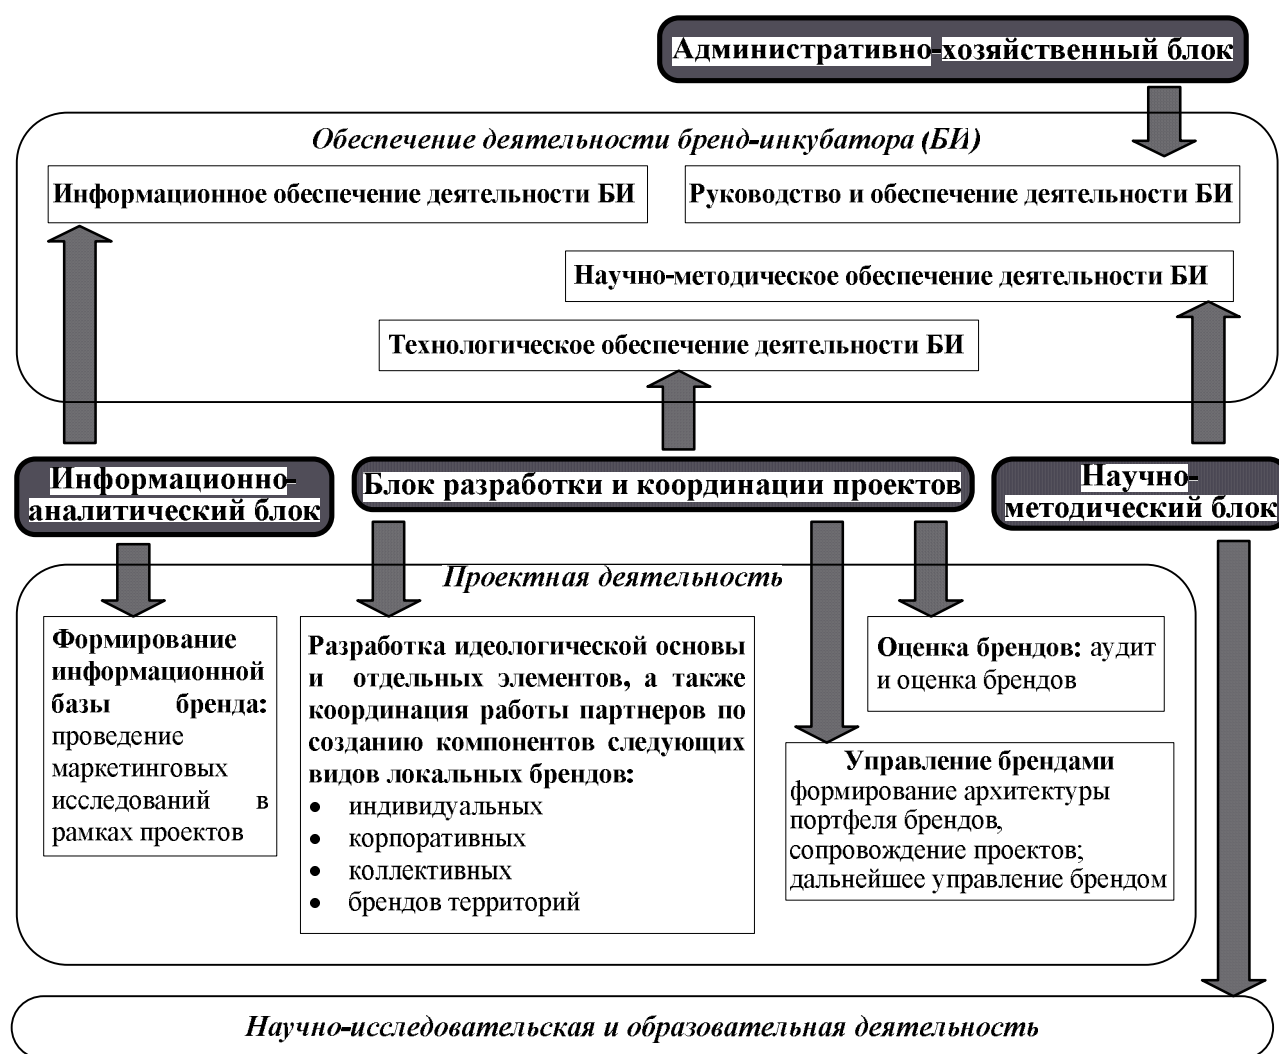 Административно-хозяйственный блок
Обеспечение деятельности бренд-инкубатора (БИ)
Информационное обеспечение деятельности БИ
Руководство и обеспечение деятельности БИ
Научно-методическое обеспечение деятельности БИ
Технологическое обеспечение деятельности БИ
Информационно-
аналитический блок
Блок разработки и координации проектов
Научно-
методический блок
Проектная деятельность
Формирование
информационной
базы бренда:
проведение
маркетинговых
исследований в
рамках проектов
Разработка идеологической основы
и отдельных элементов, а также
координация работы партнеров по
созданию компонентов следующих
видов локальных брендов:
• индивидуальных
• корпоративных
• коллективных
• брендов территорий
Оценка брендов: аудит
и оценка брендов
Управление брендами
формирование архитектуры
портфеля брендов,
сопровождение проектов;
дальнейшее управление брендом
Научно-исследовательская и образовательная деятельность